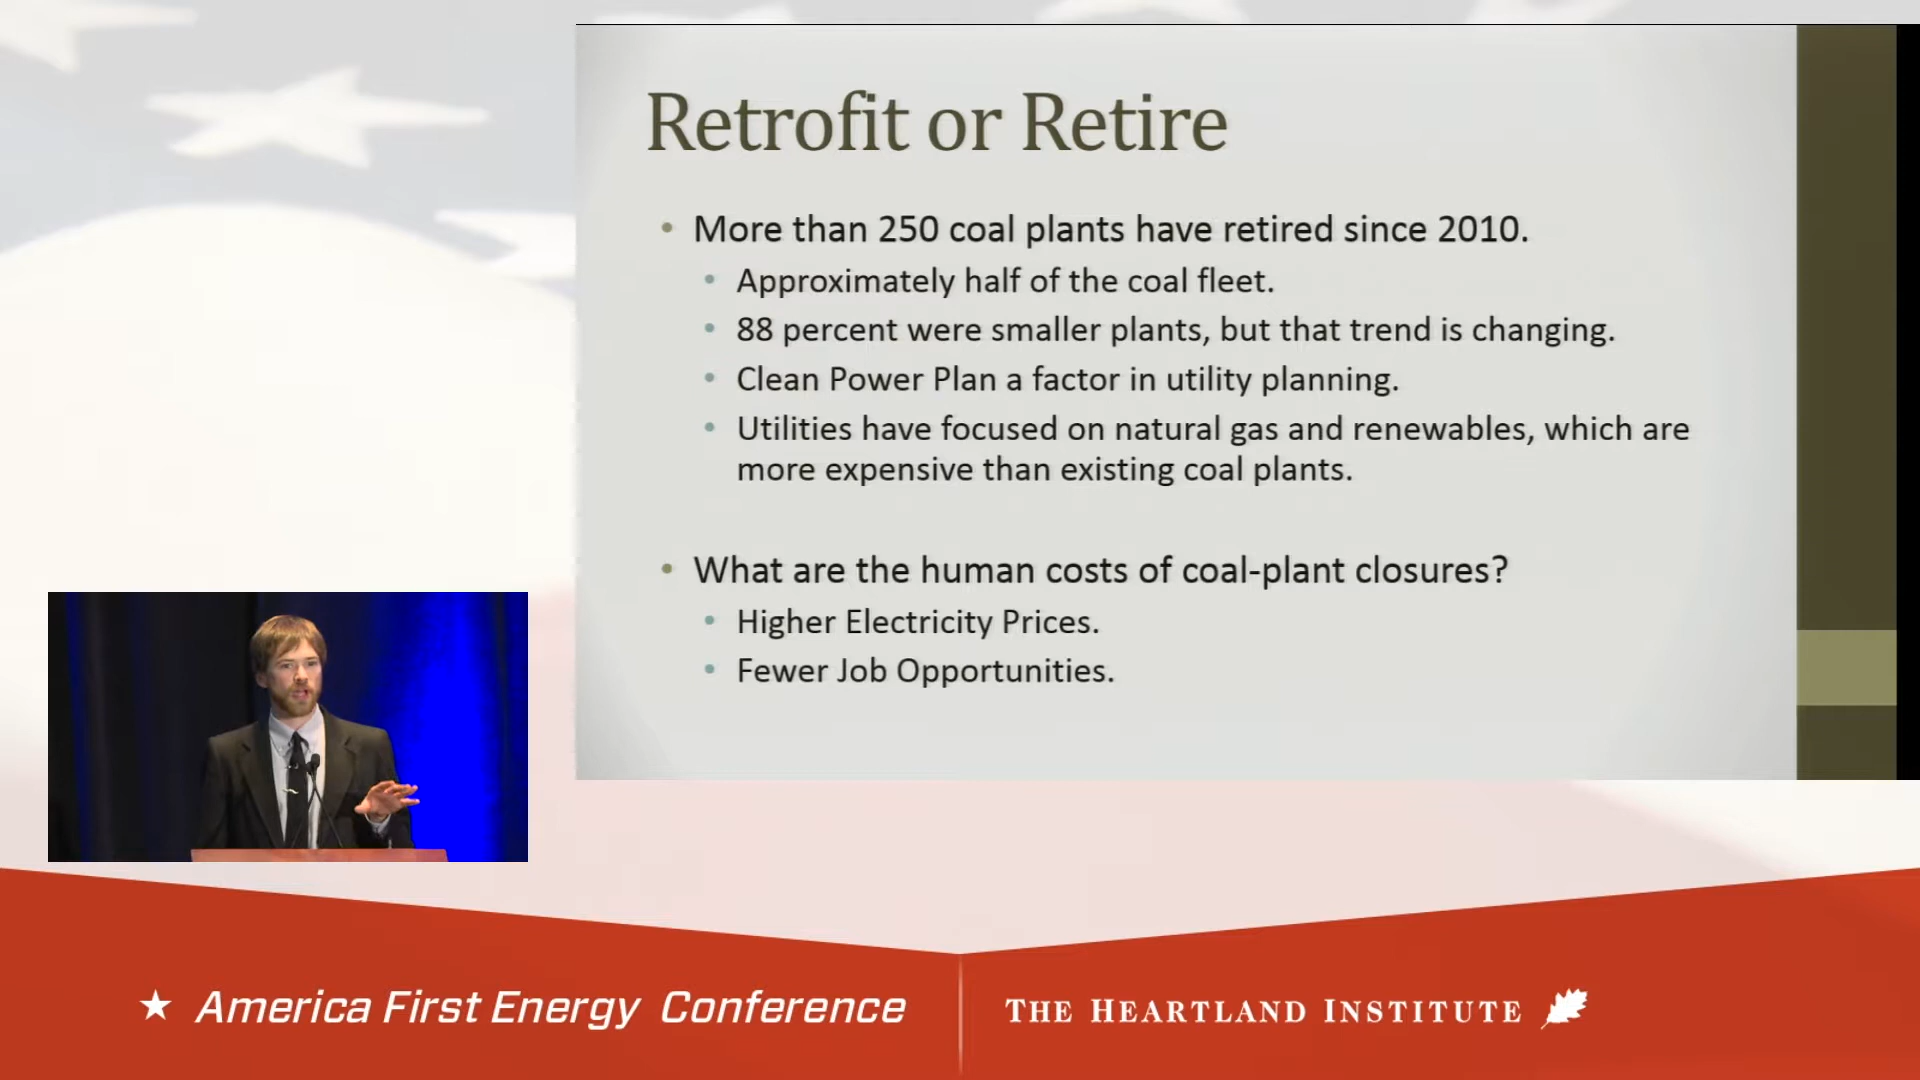 Retrofit or Retire
• More than 250 coal plants have retired since 2010.
• Approximately half of the coal fleet.
• 88 percent were smaller plants, but that trend is changing.
• Clean Power Plan a factor in utility planning.
• Utilities have focused on natural gas and renewables, which are
more expensive than existing coal plants.
• What are the human costs of coal-plant closures?
• Higher Electricity Prices.
• Fewer Job Opportunities.
America First Energy Conference
THE HEARTLAND INSTITUTE